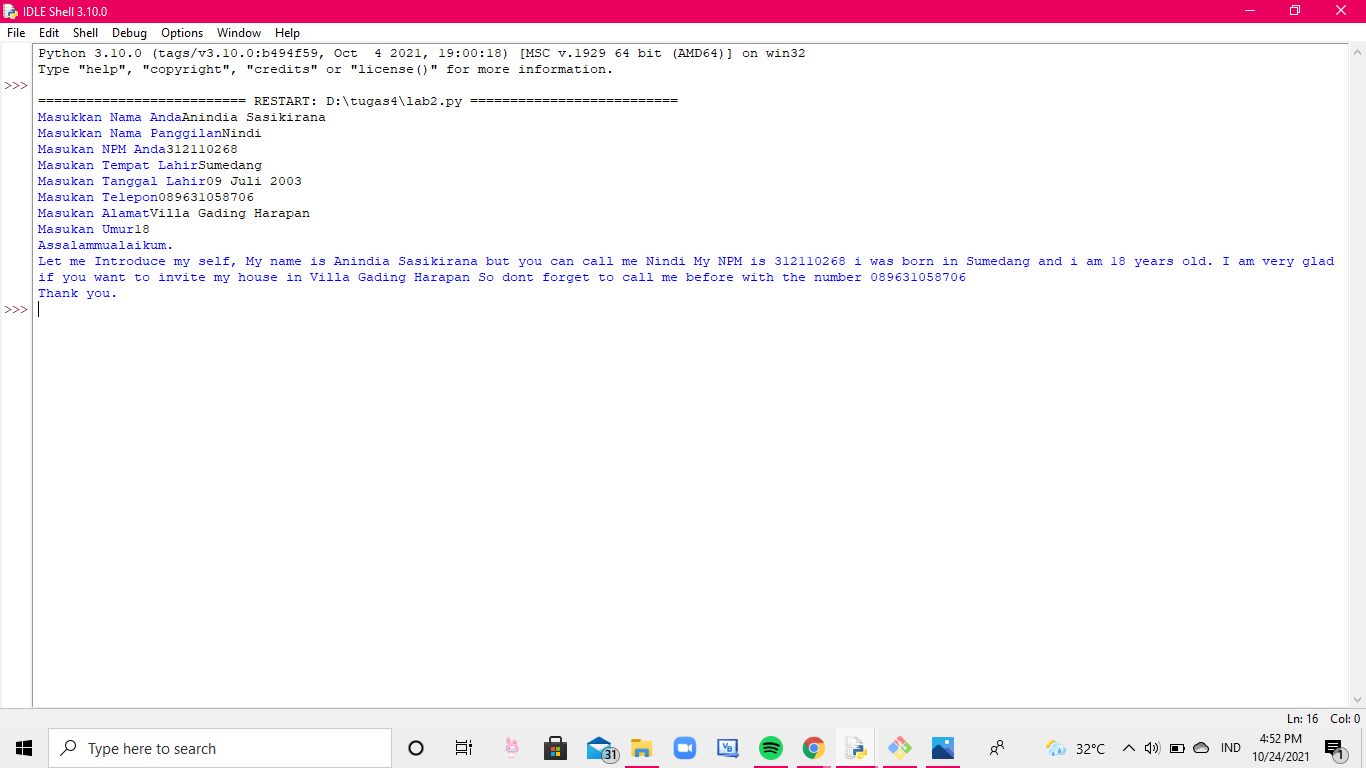 IDLE Shell 3.10.0
File Edit Shell Debug Options Window Help
Python 3.10.0 (tags/v3.10.0:b494f59, Oct  4 2021, 19:00:18) [MSC v.1929 64 bit (AMD64)] on win32
Type "help", "copyright", "credits" or "license()" for more information.
>>>
========================== RESTART: D:\tugas4\lab2.py ==========================
Masukkan Nama AndaAnindia Sasikirana
Masukkan Nama PanggilanNindi
Masukan NPM Anda312110268
Masukan Tempat LahirSumedang
Masukan Tanggal Lahir09 Juli 2003
Masukan Telepon089631058706
Masukan AlamatVilla Gading Harapan
Masukan Umur18
Assalammualaikum.
Let me Introduce my self, My name is Anindia Sasikirana but you can call me Nindi My NPM is 312110268 i was born in Sumedang and i am 18 years old. I am very glad
if you want to invite my house in Villa Gading Harapan So dont forget to call me before with the number 089631058706
Thank you.
>>>
Ln: 16 Col: 0
Type here to search
31
VB
32°C
IND
4:52 PM
10/24/2021
1